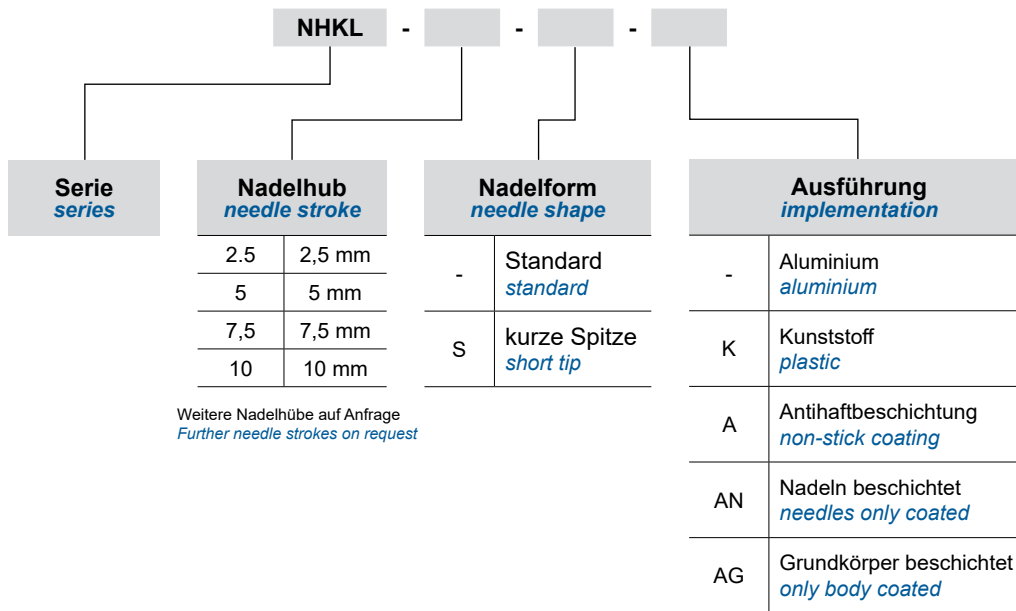 NHKL - - -
Serie
series
Nadelhub
needle stroke
2.5 2,5 mm
5 5 mm
7,5 7,5 mm
10 10 mm
Weitere Nadelhübe auf Anfrage
Further needle strokes on request
Nadelform
needle shape
- Standard
standard
S kurze Spitze
short tip
Ausführung
implementation
- Aluminium
aluminium
K Kunststoff
plastic
A Antihaftbeschichtung
non-stick coating
AN Nadeln beschichtet
needles only coated
AG Grundkörper beschichtet
only body coated